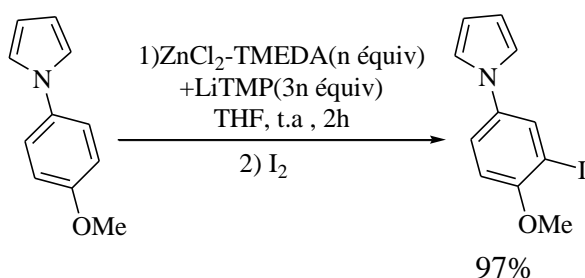 N
OMe
1)ZnCl2-TMEDA(n équiv)
+LiTMP(3n équiv)
THF, t.a , 2h
2) I2
N
I
OMe
97%